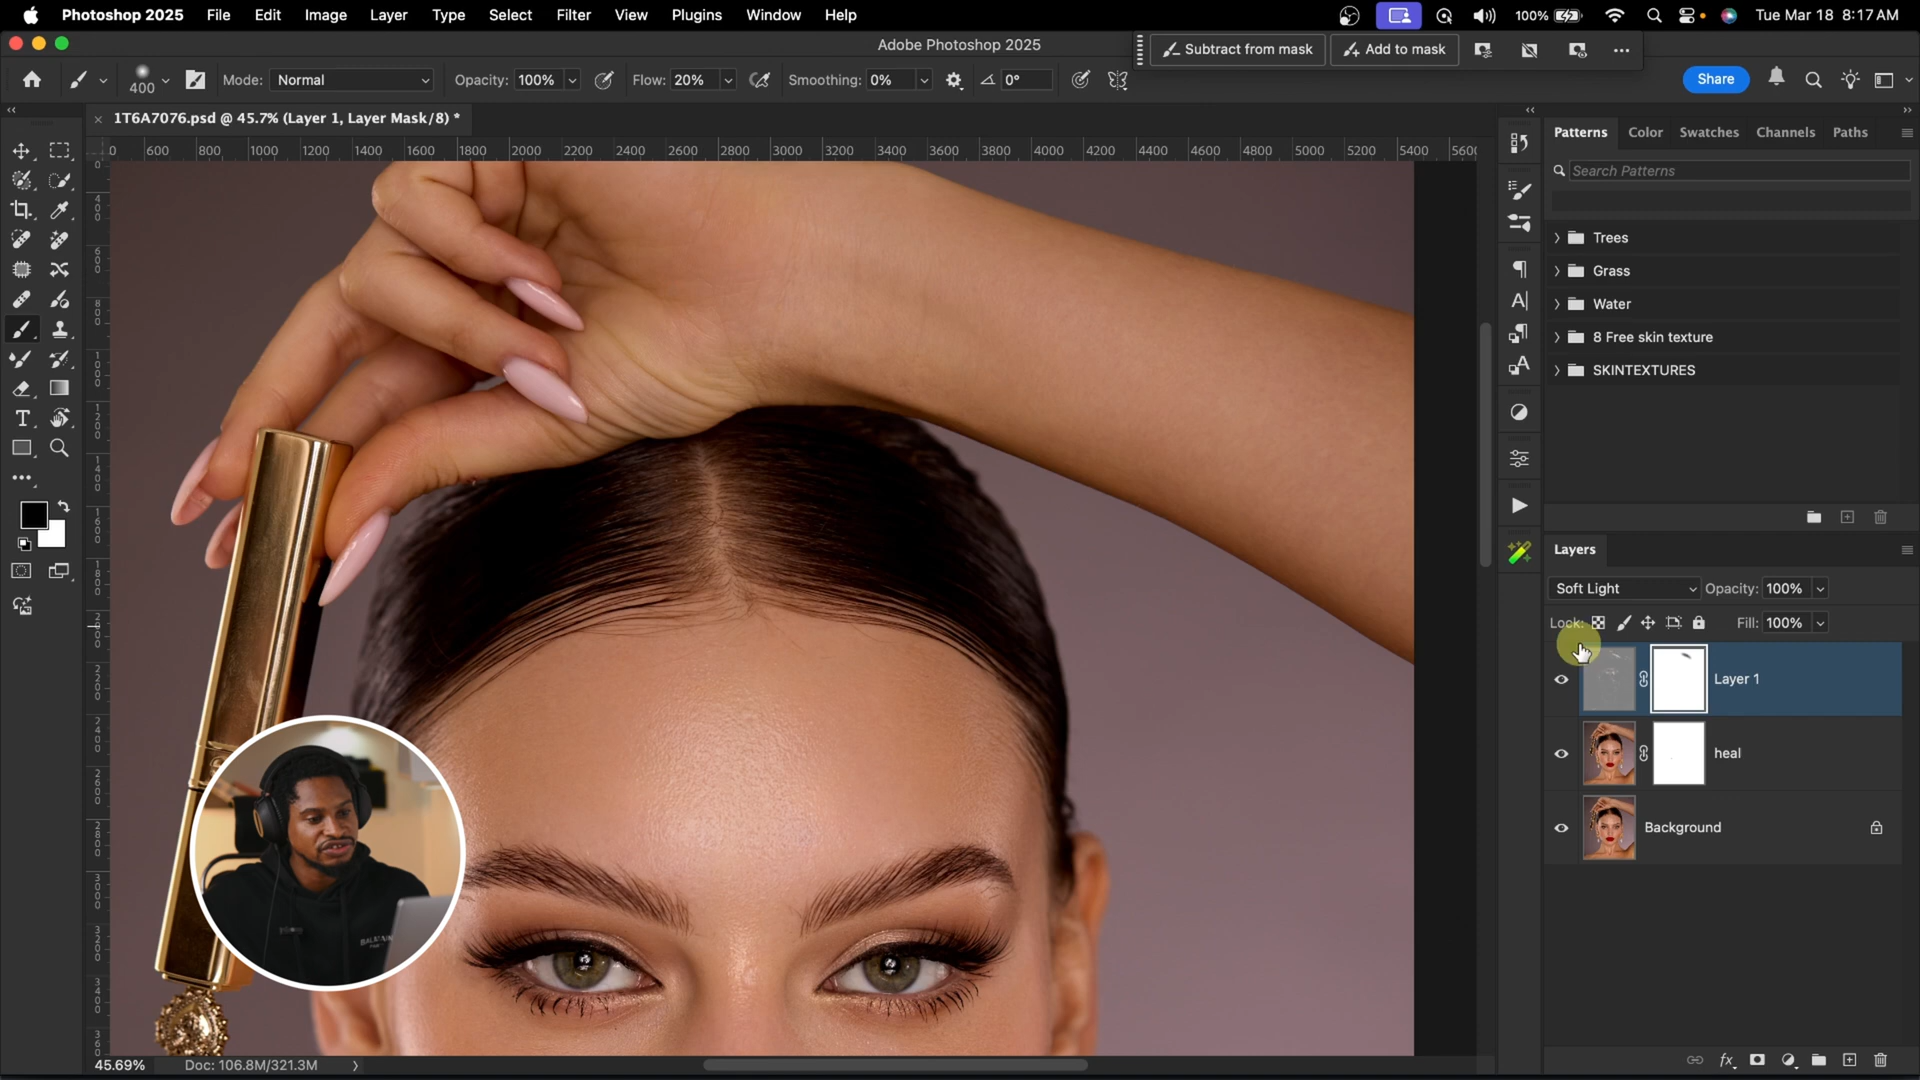 Photoshop 2025 File Edit Image Layer Type Select Filter View Plugins Window Help 100% Tue Mar 18 8:17 AM
Adobe Photoshop 2025
Subtract from mask Add to mask
400 Mode: Normal Opacity: 100% Flow: 20% Smoothing: 0% 0° Share
1T6A7076.psd @ 45.7% (Layer 1, Layer Mask/8) *
0 600 800 1000 1200 1400 1600 1800 2000 2200 2400 2600 2800 3000 3200 3400 3600 3800 4000 4200 4400 4600 4800 5000 5200 5400 5600
Patterns Color Swatches Channels Paths
Search Patterns
Trees
Grass
Water
8 Free skin texture
SKINTEXTURES
Layers
Soft Light Opacity: 100%
Lock: Fill: 100%
Layer 1
heal
Background
BALMAIN
45.69% Doc: 106.8M/321.3M